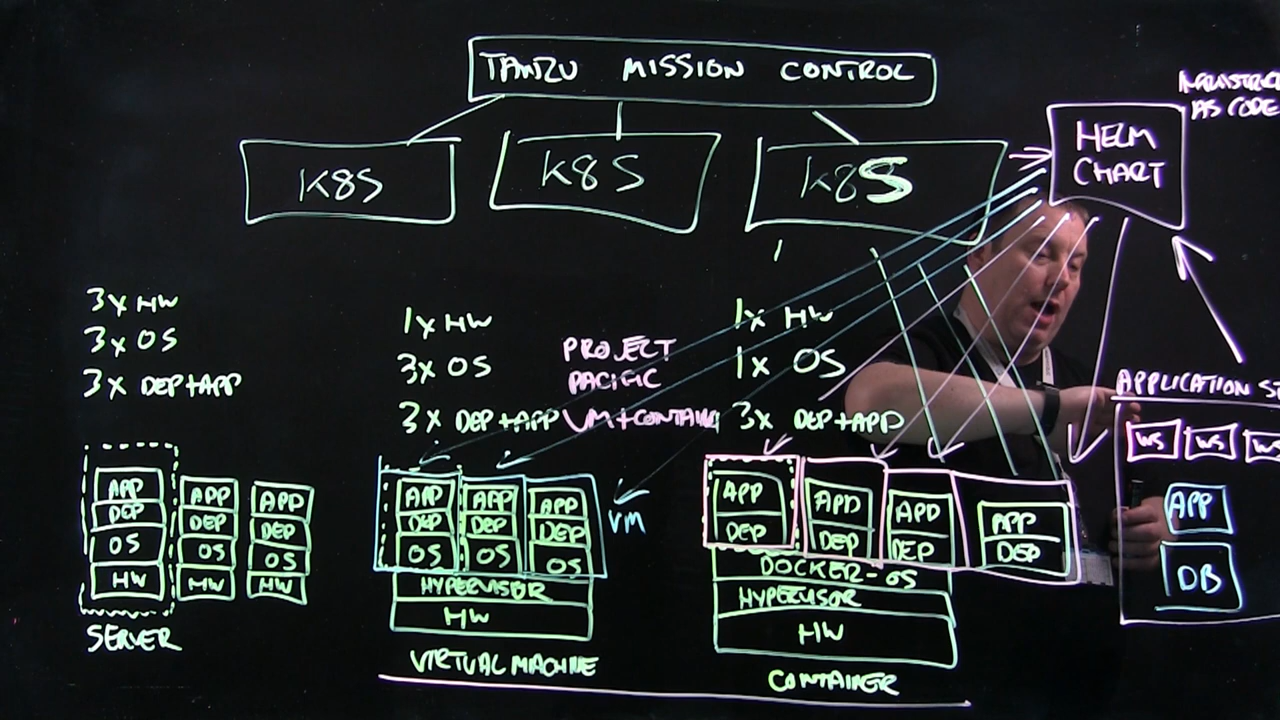 TANZU MISSION CONTROL
AS CODE
HELM
CHART
K8S
K8S
K8S
3x HW
3x OS
3x DEP+APP
1x HW
3x OS
3x DEP+APP
PROJECT
PACIFIC
VM+CONTAIN
1x HW
1x OS
3x DEP+APP
APPLICATION S
WS WS WS
APP
DB
APP
DEP
OS
HW
APP
DEP
OS
HW
APP
DEP
OS
HW
SERVER
APP
DEP
OS
APP
DEP
OS
APP
DEP
OS
VM
HYPERVISOR
HW
VIRTUAL MACHINE
APP
DEP
APP
DEP
APP
DEP
APP
DEP
DOCKER-OS
HYPERVISOR
HW
CONTAINER